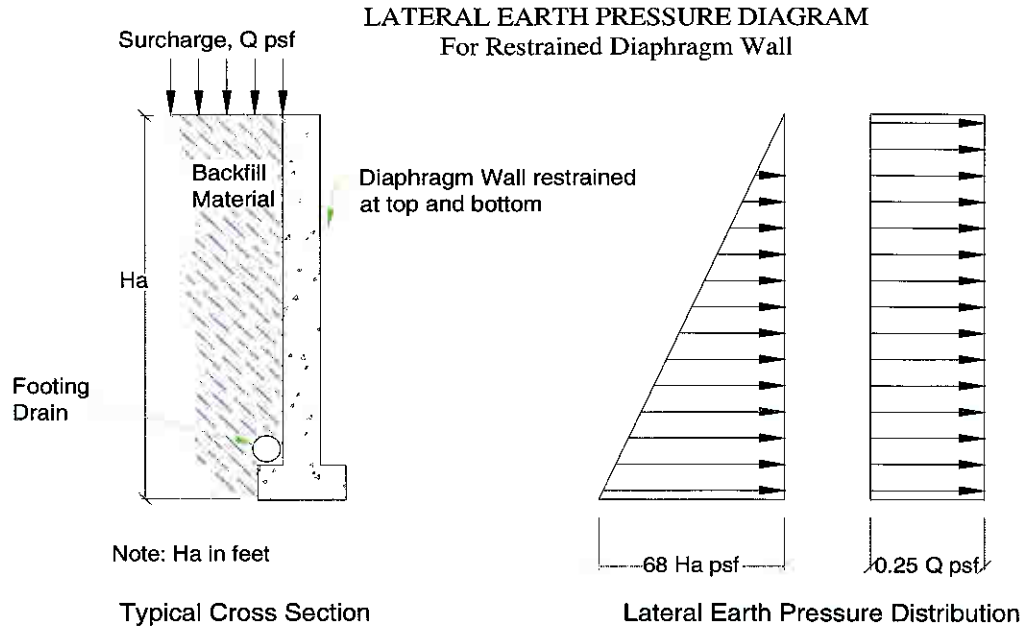 LATERAL EARTH PRESSURE DIAGRAM
For Restrained Diaphragm Wall
Surcharge, Q psf
Backfill
Material
Diaphragm Wall restrained
at top and bottom
Ha
Footing
Drain
Note: Ha in feet
68 Ha psf
0.25 Q psf
Typical Cross Section
Lateral Earth Pressure Distribution